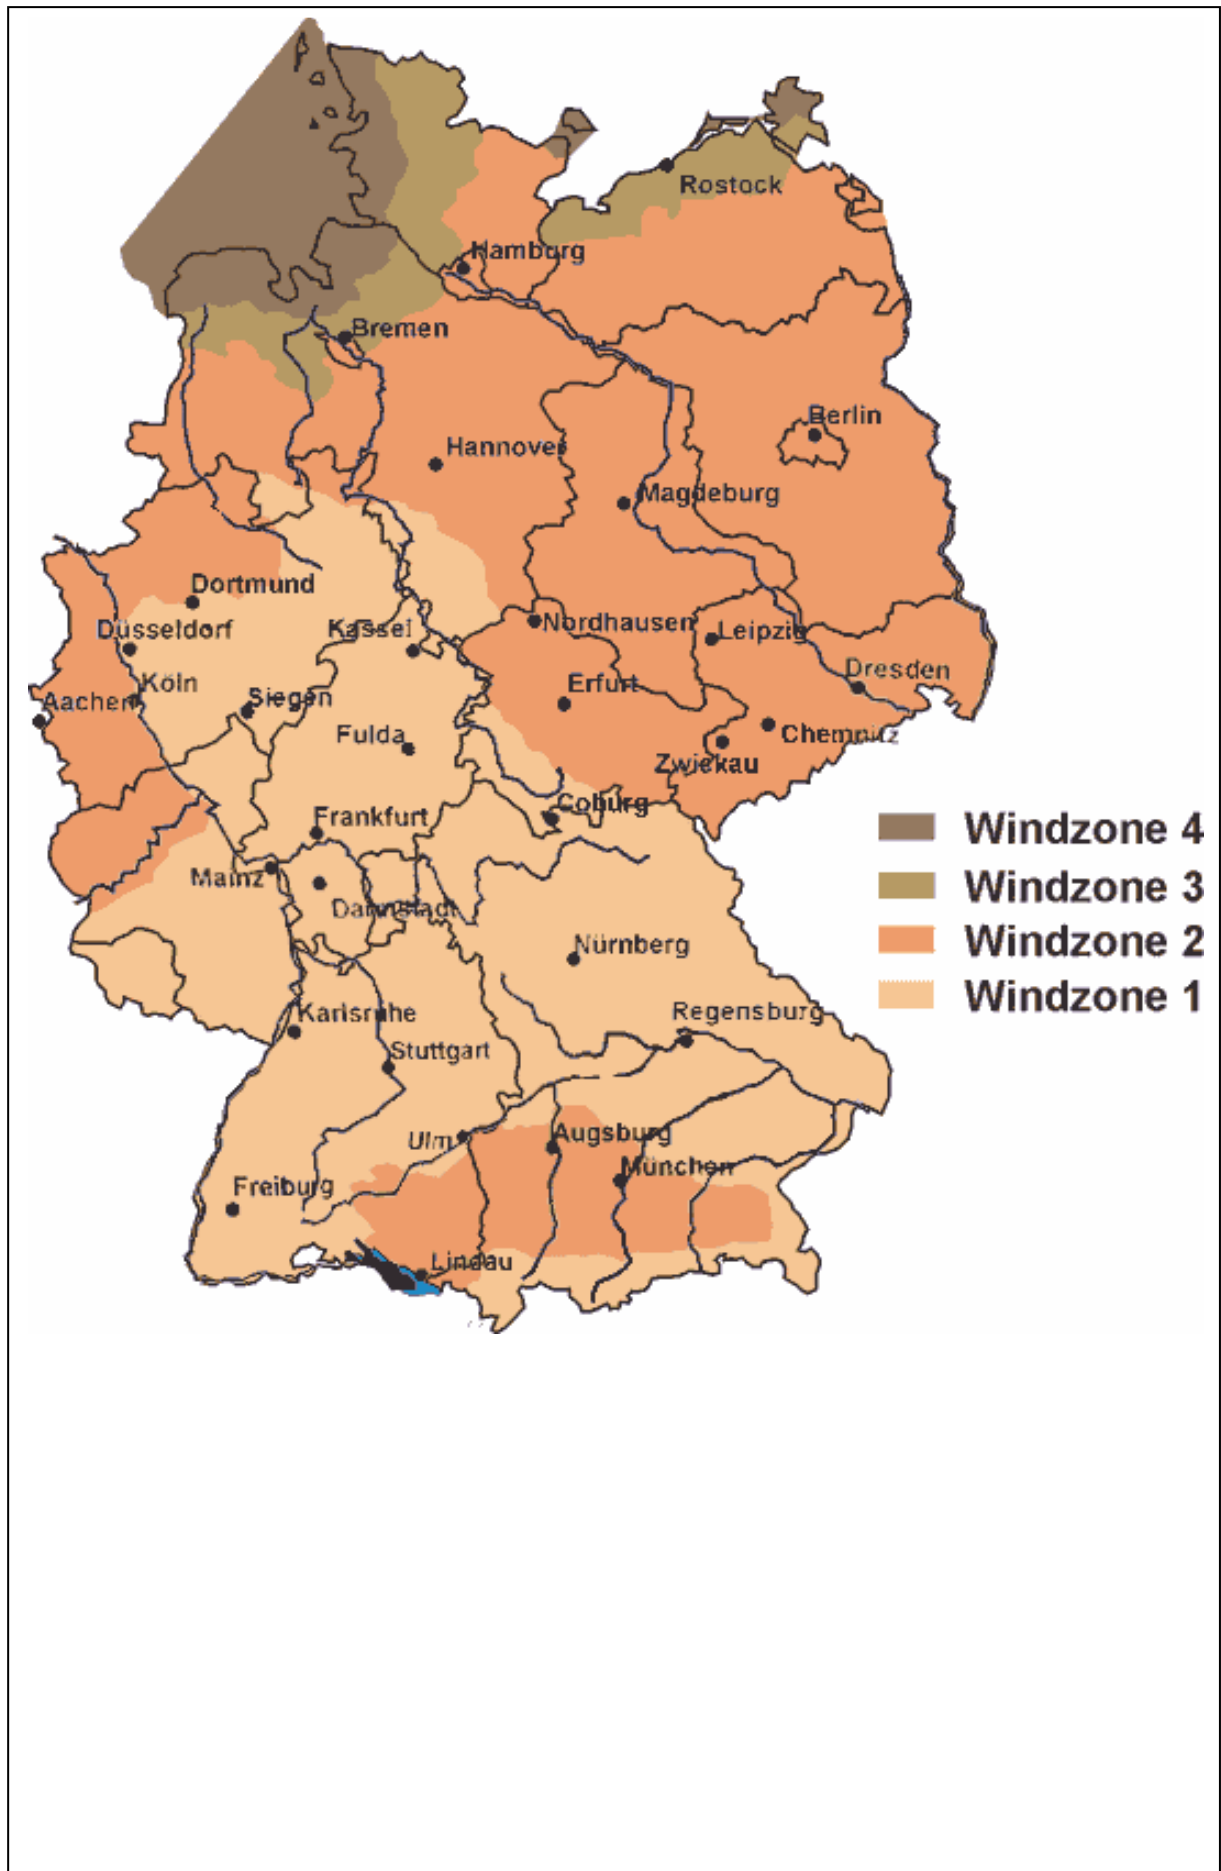 Rostock
Hamburg
Bremen
Berlin
Hannover
Magdeburg
Dortmund
Düsseldorf
Kassel
Nordhausen
Leipzig
Köln
Siegen
Erfurt
Dresden
Aachen
Fulda
Chemnitz
Zwickau
Coburg
Frankfurt
Windzone 4
Mainz
Windzone 3
Darmstadt
Nürnberg
Windzone 2
Windzone 1
Karlsruhe
Regensburg
Stuttgart
Ulm
Augsburg
München
Freiburg
Lindau